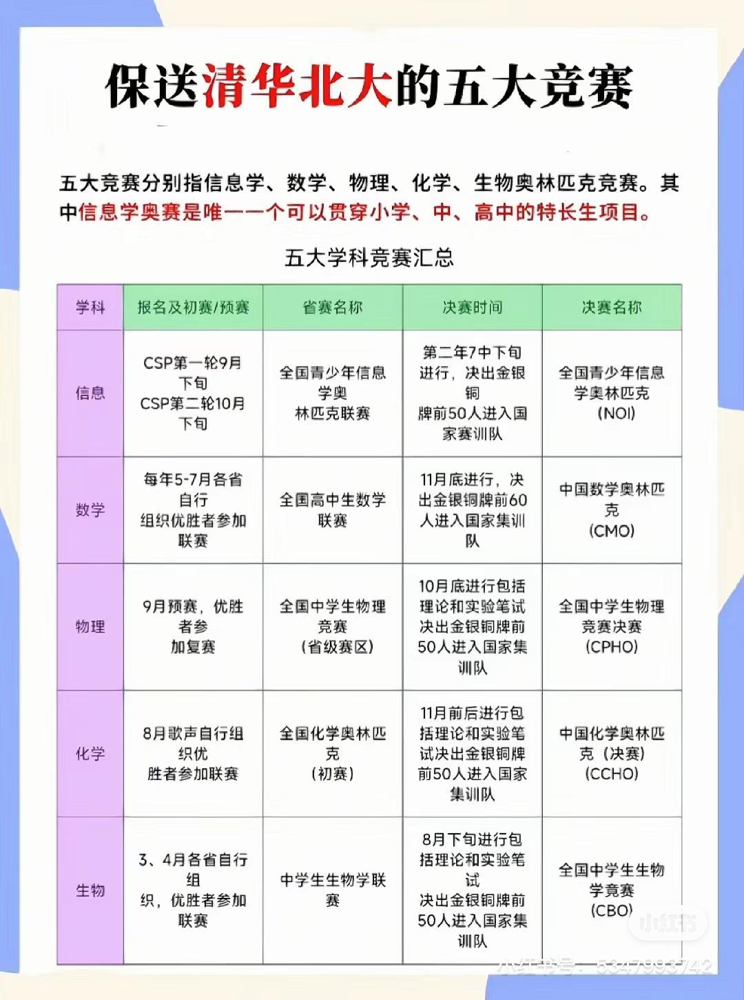 保送清华北大的五大竞赛
五大竞赛分别指信息学、数学、物理、化学、生物奥林匹克竞赛。其
中信息学奥赛是唯一一个可以贯穿小学、中、高中的特长生项目。
五大学科竞赛汇总
学科
报名及初赛/预赛
省赛名称
决赛时间
决赛名称
信息
CSP第一轮9月
下旬
CSP第二轮10月
下旬
全国青少年信息
学奥
林匹克联赛
第二年7中下旬
进行，决出金银
铜
牌前50人进入国
家赛训队
全国青少年信息
学奥林匹克
（NOI）
数学
每年5-7月各省
自行
组织优胜者参加
联赛
全国高中生数学
联赛
11月底进行，决
出金银铜牌前60
人进入国家集训
队
中国数学奥林匹
克
(CMO)
物理
9月预赛，优胜
者参
加复赛
全国中学生物理
竞赛
（省级赛区）
10月底进行包括
理论和实验笔试
决出金银铜牌前
50人进入国家集
训队
全国中学生物理
竞赛决赛
(CPHO)
化学
8月歌声自行组
织优
胜者参加联赛
全国化学奥林匹
克
（初赛）
11月前后进行包
括理论和实验笔
试决出金银铜牌
前50人进入国家
集训队
中国化学奥林匹
克（决赛）
(CCHO)
生物
3、4月各省自行
组
织，优胜者参加
联赛
中学生生物学联
赛
8月下旬进行包
括理论和实验笔
试
决出金银铜牌前
50人进入国家集
训队
全国中学生生物
学竞赛
(CBO)
小红书
小红书号：5347993742